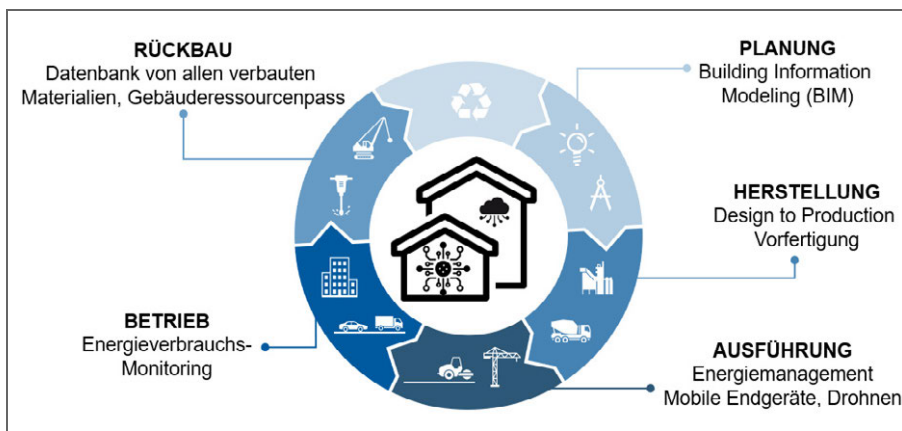 RÜCKBAU
Datenbank von allen verbauten
Materialien, Gebäuderessourcenpass
PLANUNG
Building Information
Modeling (BIM)
HERSTELLUNG
Design to Production
Vorfertigung
BETRIEB
Energieverbrauchs-
Monitoring
AUSFÜHRUNG
Energiemanagement
Mobile Endgeräte, Drohnen